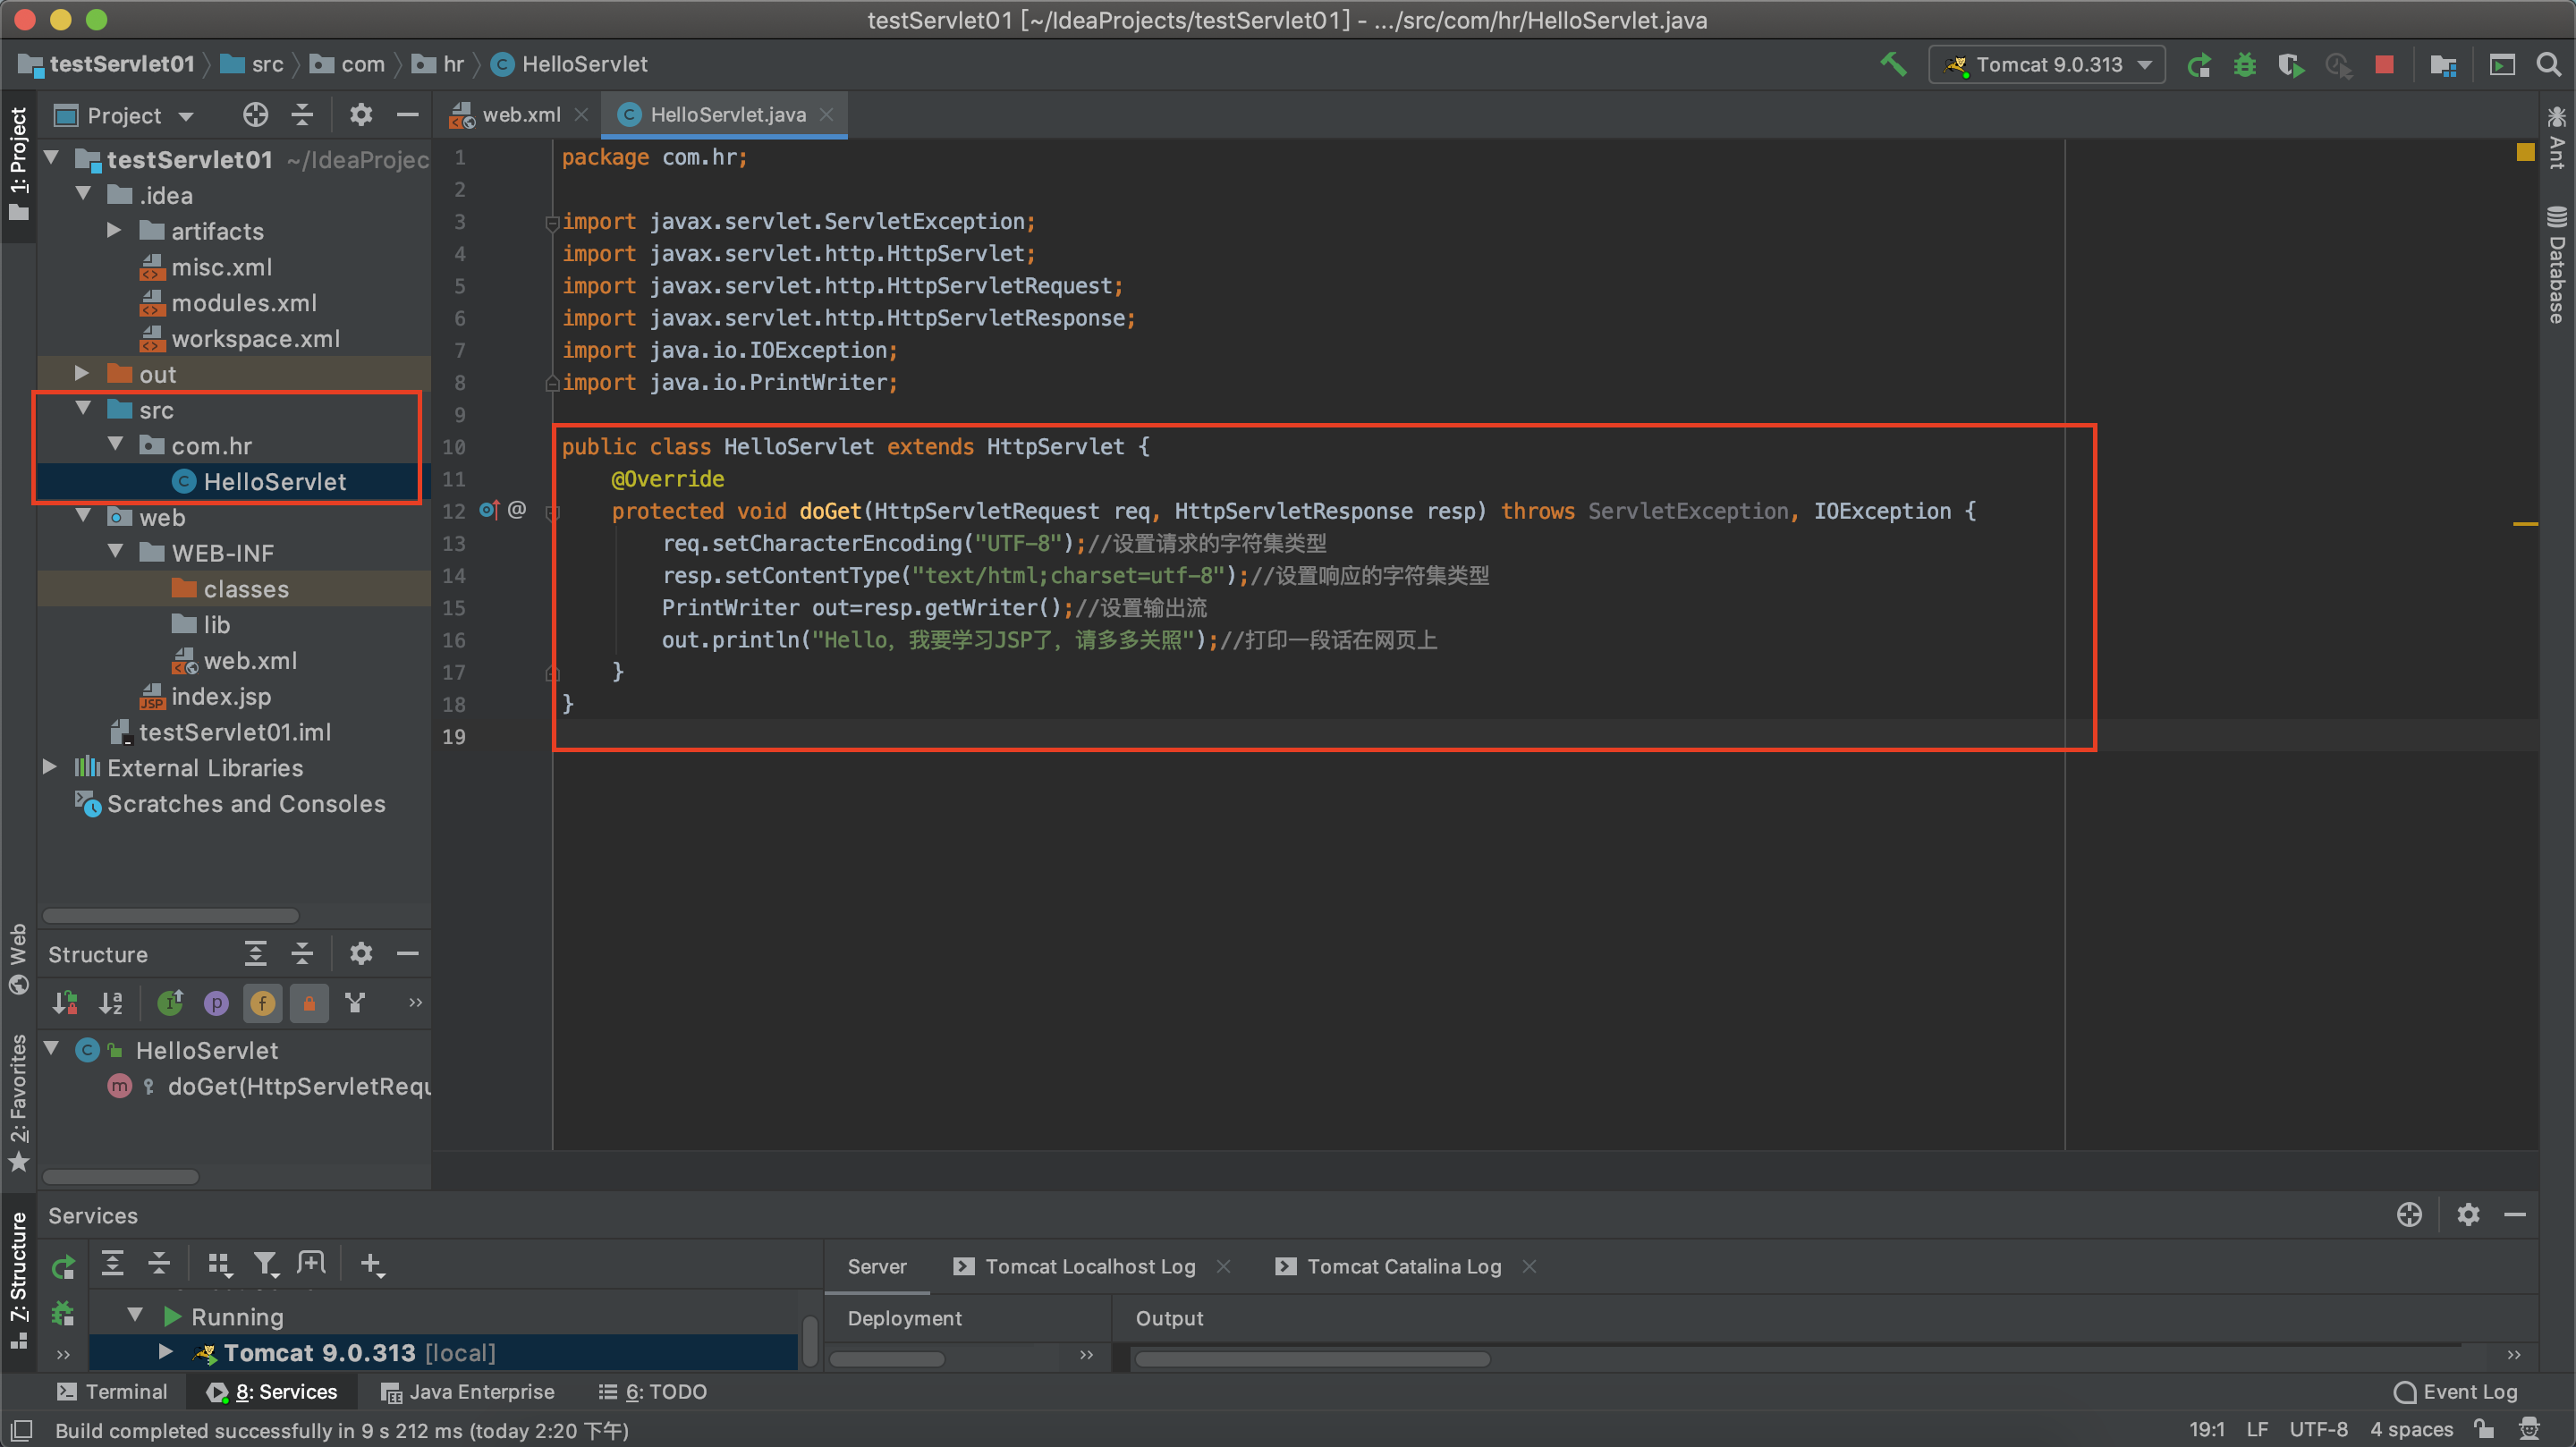 testServlet01 [~/IdeaProjects/testServlet01] - .../src/com/hr/HelloServlet.java
testServlet01 src com hr HelloServlet
Tomcat 9.0.313
1: Project
Project
testServlet01 ~/IdeaProjec
.idea
artifacts
misc.xml
modules.xml
workspace.xml
out
src
com.hr
HelloServlet
web
WEB-INF
classes
lib
web.xml
index.jsp
testServlet01.iml
External Libraries
Scratches and Consoles
web.xml HelloServlet.java
1 package com.hr;
2
3 import javax.servlet.ServletException;
4 import javax.servlet.http.HttpServlet;
5 import javax.servlet.http.HttpServletRequest;
6 import javax.servlet.http.HttpServletResponse;
7 import java.io.IOException;
8 import java.io.PrintWriter;
9
10 public class HelloServlet extends HttpServlet {
11 @Override
12 @ protected void doGet(HttpServletRequest req, HttpServletResponse resp) throws ServletException, IOException {
13 req.setCharacterEncoding("UTF-8");//设置请求的字符集类型
14 resp.setContentType("text/html;charset=utf-8");//设置响应的字符集类型
15 PrintWriter out=resp.getWriter();//设置输出流
16 out.println("Hello, 我要学习JSP了, 请多多关照");//打印一段话在网页上
17 }
18 }
19
Ant
Database
Web
2: Favorites
Z: Structure
Structure
HelloServlet
doGet(HttpServletRequ
Services
Running
Tomcat 9.0.313 [local]
Server Tomcat Localhost Log Tomcat Catalina Log
Deployment Output
Terminal 8: Services Java Enterprise 6: TODO Event Log
Build completed successfully in 9 s 212 ms (today 2:20 下午) 19:1 LF UTF-8 4 spaces